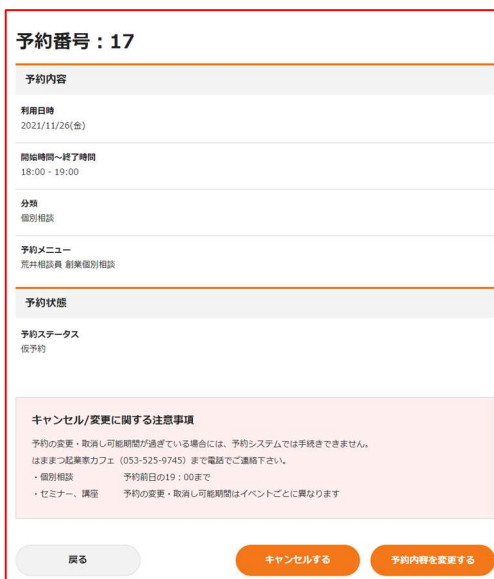 予約番号：17
予約内容
利用日時
2021/11/26(金)
開始時間～終了時間
18:00 - 19:00
分類
個別相談
予約メニュー
荒井相談員 創業個別相談
予約状態
予約ステータス
仮予約
キャンセル/変更に関する注意事項
予約の変更・取消し可能期間が過ぎている場合には、予約システムでは手続きできません。
はままつ起業家カフェ（053-525-9745）まで電話でご連絡下さい。
・個別相談　　予約前日の19：00まで
・セミナー、講座　　予約の変更・取消し可能期間はイベントごとに異なります
戻る　キャンセルする　予約内容を変更する